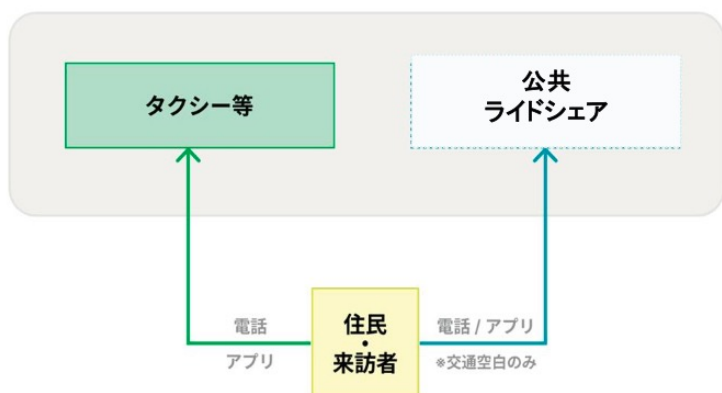 タクシー等
公共
ライドシェア
電話
アプリ
住民
・
来訪者
電話 / アプリ
※交通空白のみ